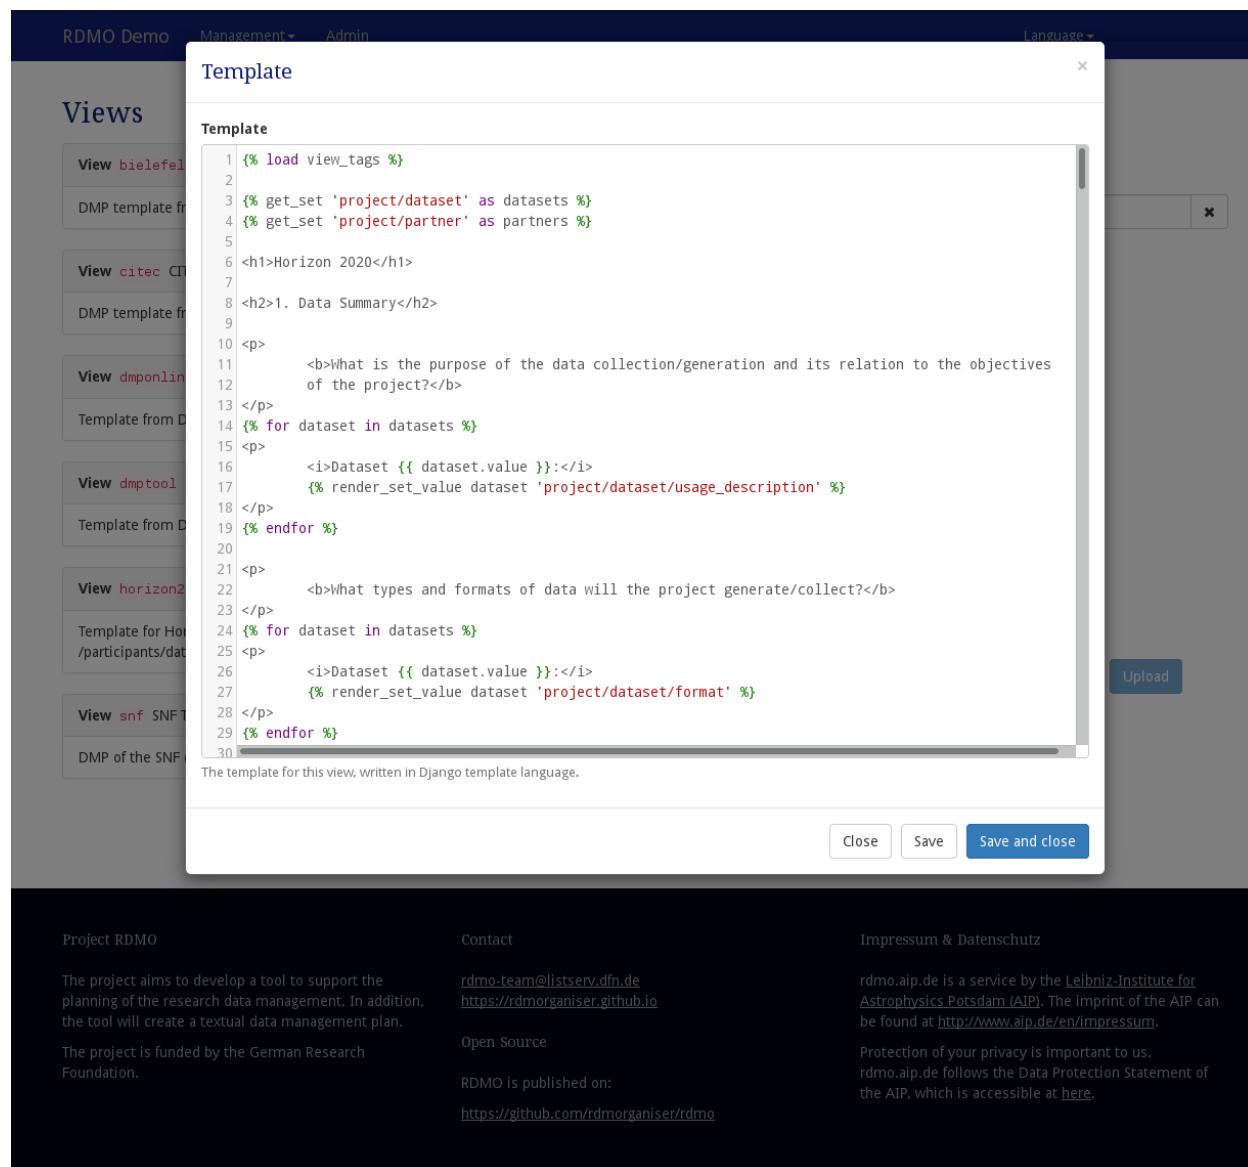 RDMO Demo Management Admin Language
Template ×
Views
Template
View
DMP template
View citec
DMP template
View
Template from
View dmptool
Template from
View
Template for
View snf SNF
DMP of the SNF
1 {% load view_tags %}
2
3 {% get_set 'project/dataset' as datasets %}
4 {% get_set 'project/partner' as partners %}
5
6 <h1>Horizon 2020</h1>
7
8 <h2>1. Data Summary</h2>
9
10 <p>
11 <b>What is the purpose of the data collection/generation and its relation to the objectives
12 of the project?</b>
13 </p>
14 {% for dataset in datasets %}
15 <p>
16 <i>Dataset {{ dataset.value }}:</i>
17 {% render_set_value dataset 'project/dataset/usage_description' %}
18 </p>
19 {% endfor %}
20
21 <p>
22 <b>What types and formats of data will the project generate/collect?</b>
23 </p>
24 {% for dataset in datasets %}
25 <p>
26 <i>Dataset {{ dataset.value }}:</i>
27 {% render_set_value dataset 'project/dataset/format' %}
28 </p>
29 {% endfor %}
30
The template for this view, written in Django template language.
Upload
Close Save Save and close
Project RDMO
The project aims to develop a tool to support the
planning of the research data management. In addition,
the tool will create a textual data management plan.
The project is funded by the German Research
Foundation.
Contact
rdmo-team@listserv.dfn.de
https://rdmorganiser.github.io
Open Source
RDMO is published on:
https://github.com/rdmorganiser/rdmo
Impressum & Datenschutz
rdmo.aip.de is a service by the Leibniz-Institute for
Astrophysics Potsdam (AIP). The imprint of the AIP can
be found at http://www.aip.de/en/impressum.
Protection of your privacy is important to us.
rdmo.aip.de follows the Data Protection Statement of
the AIP, which is accessible at here.